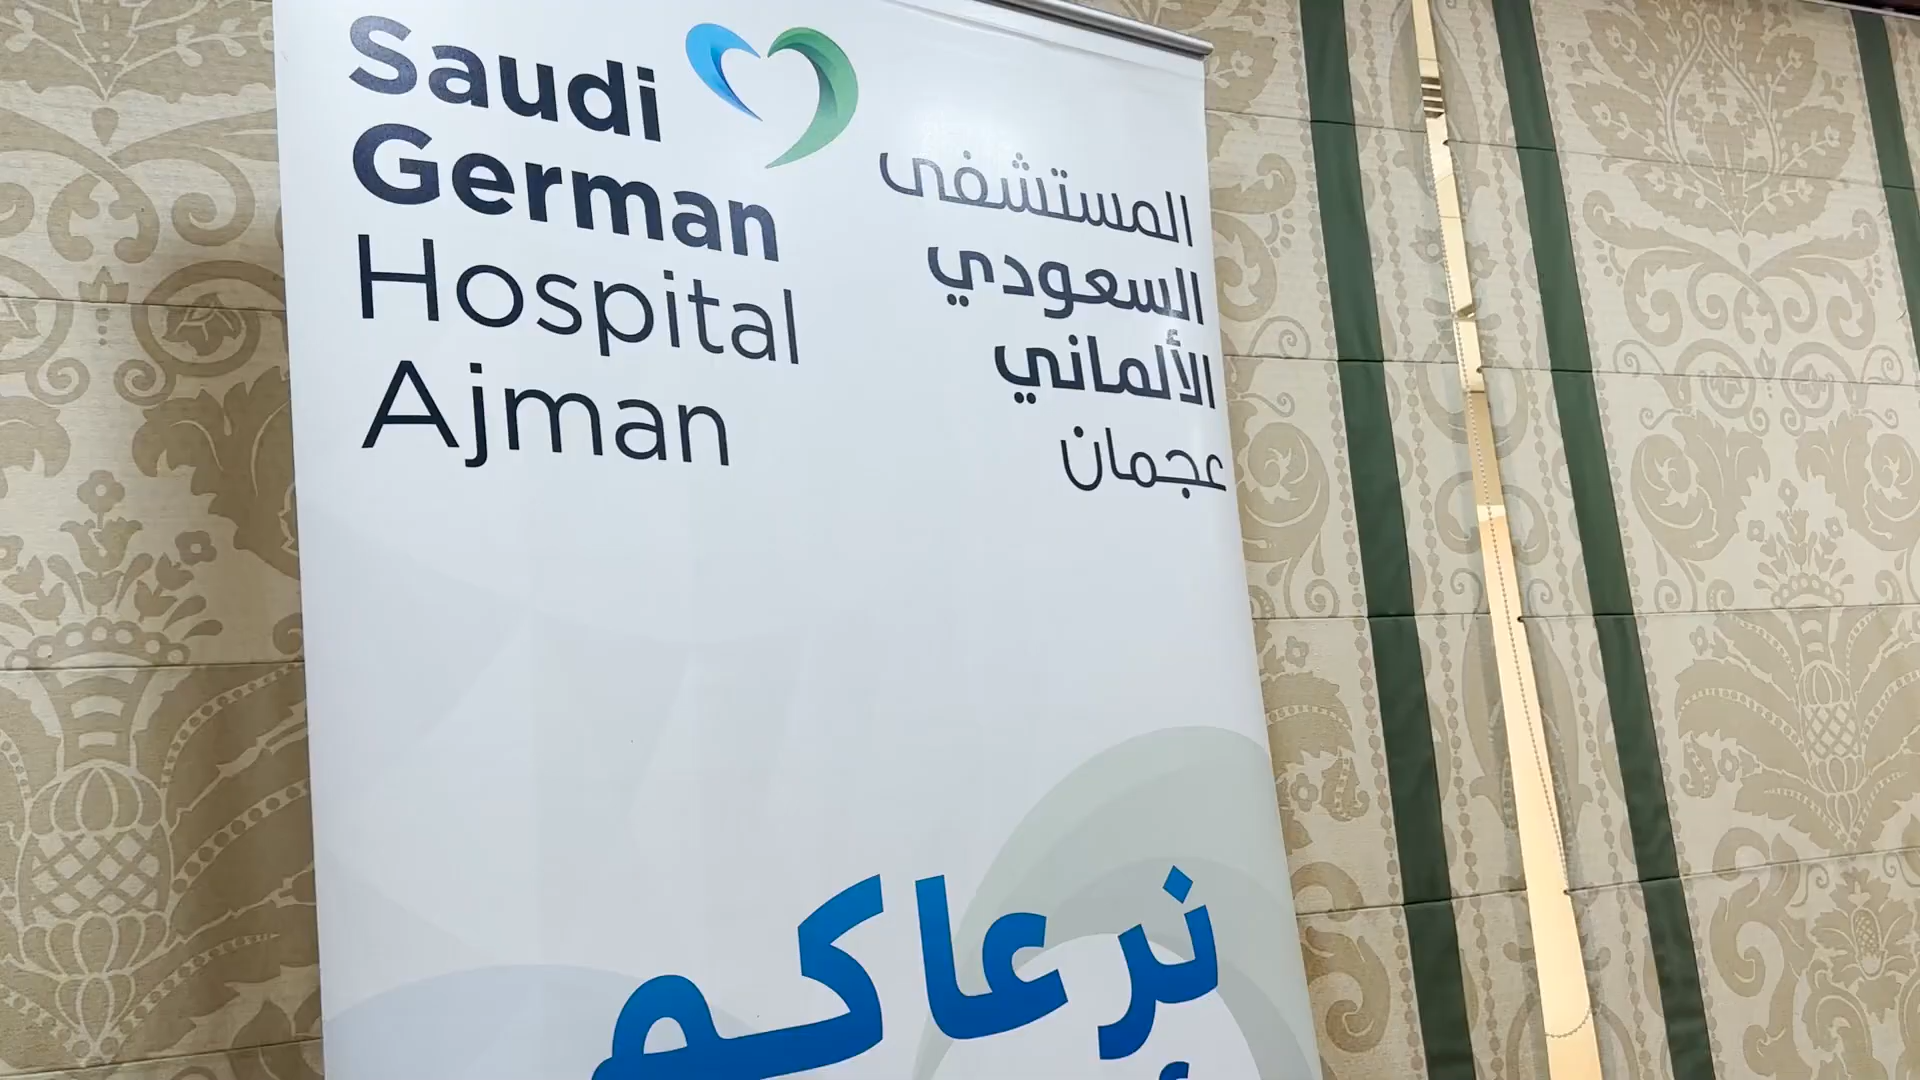 Saudi
German
Hospital
Ajman
المستشفى
السعودي
الألماني
عجمان
نرعاكم